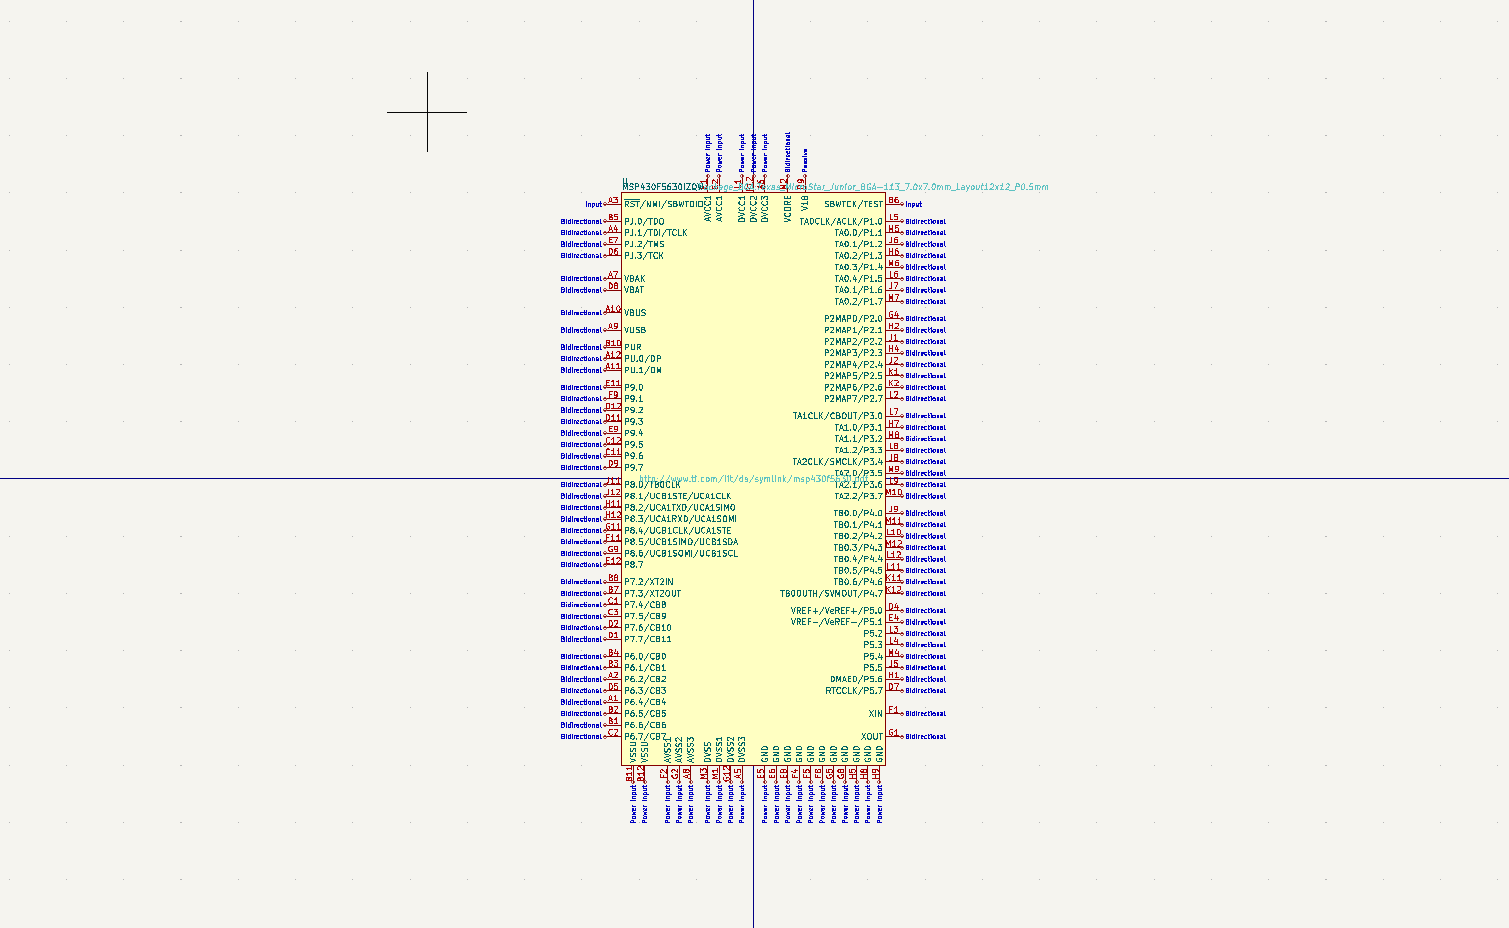 Power Input Power Input Power Input Power Input Power Input Bidirectional Passive
U
MSP430F5630IZQW
AVCC1 AVCC1 DVCC1 DVCC2 DVCC3 VCORE V18
Input A3 RST/NMI/SBWTDIO SBWTCK/TEST B6 Input
Bidirectional B5 PJ.0/TDO TA0CLK/ACLK/P1.0 L5 Bidirectional
Bidirectional A4 PJ.1/TDI/TCLK TA0.0/P1.1 M5 Bidirectional
Bidirectional E7 PJ.2/TMS TA0.1/P1.2 J6 Bidirectional
Bidirectional D6 PJ.3/TCK TA0.2/P1.3 H6 Bidirectional
TA0.3/P1.4 M6 Bidirectional
Bidirectional A7 VBAK TA0.4/P1.5 L6 Bidirectional
Bidirectional D8 VBAT TA0.1/P1.6 J7 Bidirectional
TA0.2/P1.7 M7 Bidirectional
Bidirectional A10 VBUS P2MAP0/P2.0 G4 Bidirectional
Bidirectional A9 VUSB P2MAP1/P2.1 H2 Bidirectional
P2MAP2/P2.2 J1 Bidirectional
Bidirectional B10 PUR P2MAP3/P2.3 H4 Bidirectional
Bidirectional A12 PU.0/DP P2MAP4/P2.4 J2 Bidirectional
Bidirectional A11 PU.1/DM P2MAP5/P2.5 K1 Bidirectional
Bidirectional E11 P9.0 P2MAP6/P2.6 K2 Bidirectional
Bidirectional F9 P9.1 P2MAP7/P2.7 L2 Bidirectional
Bidirectional D12 P9.2 TA1CLK/CBOUT/P3.0 L7 Bidirectional
Bidirectional D11 P9.3 TA1.0/P3.1 H7 Bidirectional
Bidirectional E9 P9.4 TA1.1/P3.2 M8 Bidirectional
Bidirectional C12 P9.5 TA1.2/P3.3 L8 Bidirectional
Bidirectional C11 P9.6 TA2CLK/SMCLK/P3.4 J8 Bidirectional
Bidirectional D9 P9.7 TA2.0/P3.5 M9 Bidirectional
http://www.ti.com/lit/ds/symlink/msp430f5630.pdf
Bidirectional J11 P8.0/TB0CLK TA2.1/P3.6 L9 Bidirectional
Bidirectional J12 P8.1/UCB1STE/UCA1CLK TA2.2/P3.7 M10 Bidirectional
Bidirectional H11 P8.2/UCA1TXD/UCA1SIMO TB0.0/P4.0 J9 Bidirectional
Bidirectional H12 P8.3/UCA1RXD/UCA1SOMI TB0.1/P4.1 M11 Bidirectional
Bidirectional G11 P8.4/UCB1CLK/UCA1STE TB0.2/P4.2 L10 Bidirectional
Bidirectional F11 P8.5/UCB1SIMO/UCB1SDA TB0.3/P4.3 M12 Bidirectional
Bidirectional G9 P8.6/UCB1SOMI/UCB1SCL TB0.4/P4.4 L12 Bidirectional
Bidirectional E12 P8.7 TB0.5/P4.5 L11 Bidirectional
Bidirectional B8 P7.2/XT2IN TB0.6/P4.6 K11 Bidirectional
Bidirectional B7 P7.3/XT2OUT TB0OUTH/SVMOUT/P4.7 K12 Bidirectional
Bidirectional C1 P7.4/CB8 VREF+/VeREF+/P5.0 D4 Bidirectional
Bidirectional C3 P7.5/CB9 VREF-/VeREF-/P5.1 E4 Bidirectional
Bidirectional D2 P7.6/CB10 P5.2 L3 Bidirectional
Bidirectional D1 P7.7/CB11 P5.3 L4 Bidirectional
Bidirectional B4 P6.0/CB0 P5.4 M4 Bidirectional
Bidirectional B3 P6.1/CB1 P5.5 J5 Bidirectional
Bidirectional A2 P6.2/CB2 DMAE0/P5.6 H1 Bidirectional
Bidirectional D5 P6.3/CB3 RTCCLK/P5.7 D7 Bidirectional
Bidirectional A1 P6.4/CB4
Bidirectional B2 P6.5/CB5 XIN F1 Bidirectional
Bidirectional B1 P6.6/CB6
Bidirectional C2 P6.7/CB7 XOUT G1 Bidirectional
VSSU VSSU AVSS1 AVSS2 AVSS3 DVSS DVSS1 DVSS2 DVSS3 GND GND GND GND GND GND GND GND GND GND GND
B11 B12 F2 G2 A8 M3 M1 G12 A5 E5 E6 E8 F4 F5 F8 G5 G8 H5 H8 H9
Power Input Power Input Power Input Power Input Power Input Power Input Power Input Power Input Power Input Power Input Power Input Power Input Power Input Power Input Power Input Power Input Power Input Power Input Power Input Power Input